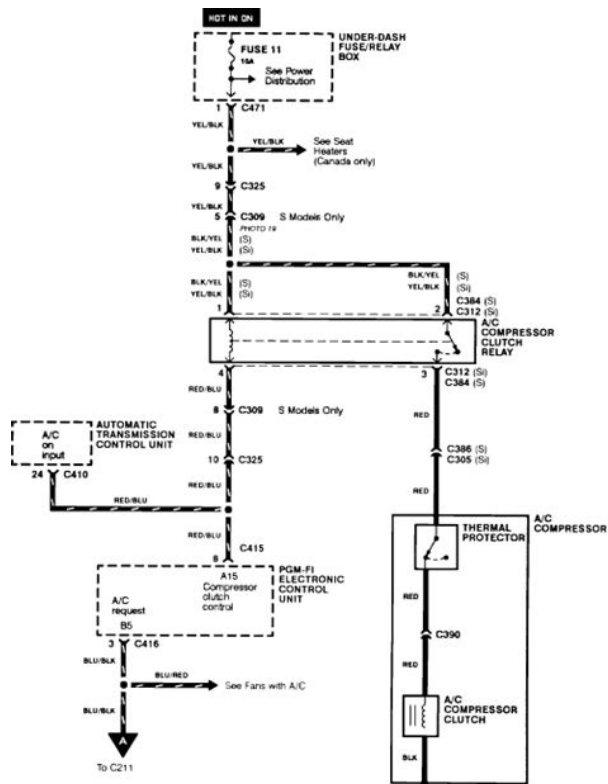 HOT IN ON
UNDER-DASH
FUSE/RELAY
BOX
FUSE 11
10A
See Power
Distribution
1 C471
YEL/BLK
YEL/BLK
See Seat
Heaters
(Canada only)
YEL/BLK
9 C325
YEL/BLK
5 C309 S Models Only
PHOTO 19
BLK/YEL (S)
YEL/BLK (Si)
BLK/YEL (S)
YEL/BLK (Si)
BLK/YEL (S)
YEL/BLK (Si)
1
2 C384 (S)
C312 (Si)
A/C
COMPRESSOR
CLUTCH
RELAY
4
3 C312 (Si)
C384 (S)
RED/BLU
RED
8 C309 S Models Only
RED/BLU
AUTOMATIC
TRANSMISSION
CONTROL UNIT
A/C
on
input
24 C410
10 C325
C386 (S)
C305 (Si)
RED/BLU
RED
RED/BLU
RED/BLU
C415
A/C
COMPRESSOR
THERMAL
PROTECTOR
PGM-FI
ELECTRONIC
CONTROL
UNIT
A15
Compressor
clutch
control
A/C
request
B5
3 C416
RED
C390
RED
BLU/BLK
BLU/RED
See Fans with A/C
BLU/BLK
A
To C211
A/C
COMPRESSOR
CLUTCH
BLK